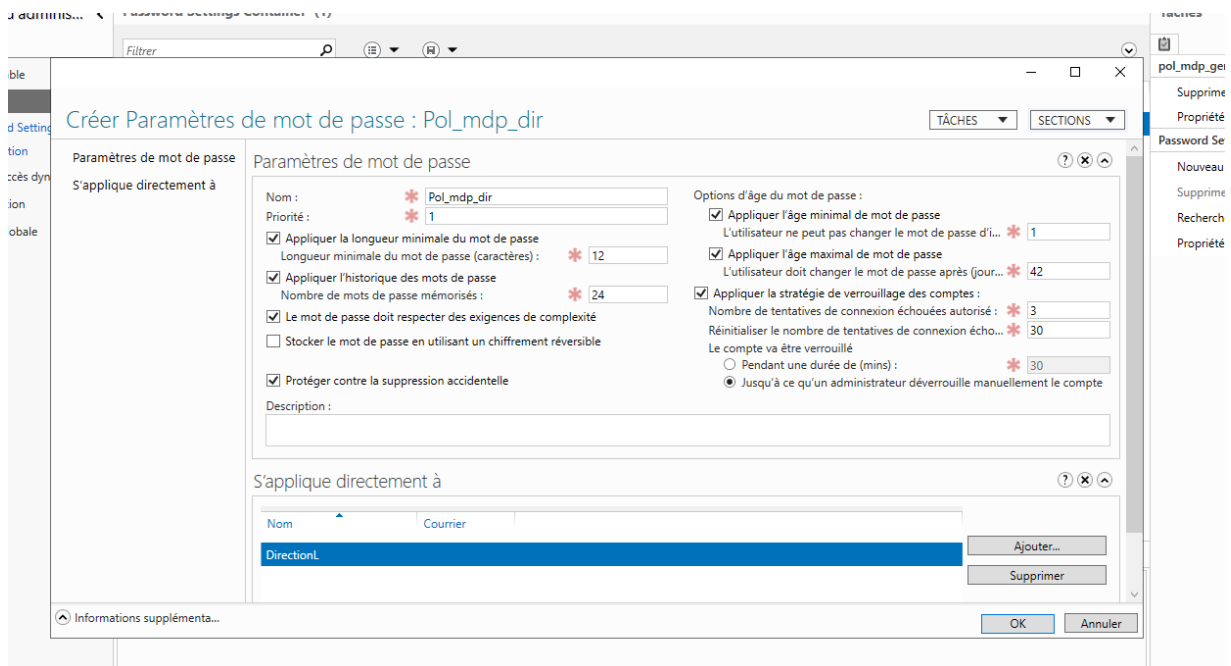 Password Settings Container (1)
Tâches
Filtrer
ble
pol_mdp_ger
Supprime
Créer Paramètres de mot de passe : Pol_mdp_dir
TÂCHES
SECTIONS
Propriété
d Setting
Password Se
tion
Paramètres de mot de passe
S'applique directement à
Paramètres de mot de passe
ccès dyn
Nouveau
Supprime
ion
Recherch
obale
Propriété
Nom :
Pol_mdp_dir
Priorité :
1
Appliquer la longueur minimale du mot de passe
Longueur minimale du mot de passe (caractères) :
12
Appliquer l'historique des mots de passe
Nombre de mots de passe mémorisés :
24
Le mot de passe doit respecter des exigences de complexité
Stocker le mot de passe en utilisant un chiffrement réversible
Protéger contre la suppression accidentelle
Options d'âge du mot de passe :
Appliquer l'âge minimal de mot de passe
L'utilisateur ne peut pas changer le mot de passe d'i...
1
Appliquer l'âge maximal de mot de passe
L'utilisateur doit changer le mot de passe après (jour...
42
Appliquer la stratégie de verrouillage des comptes :
Nombre de tentatives de connexion échouées autorisé :
3
Réinitialiser le nombre de tentatives de connexion écho...
30
Le compte va être verrouillé
Pendant une durée de (mins) :
30
Jusqu'à ce qu'un administrateur déverrouille manuellement le compte
Description :
S'applique directement à
Nom
Courrier
DirectionL
Ajouter...
Supprimer
Informations supplémenta...
OK
Annuler